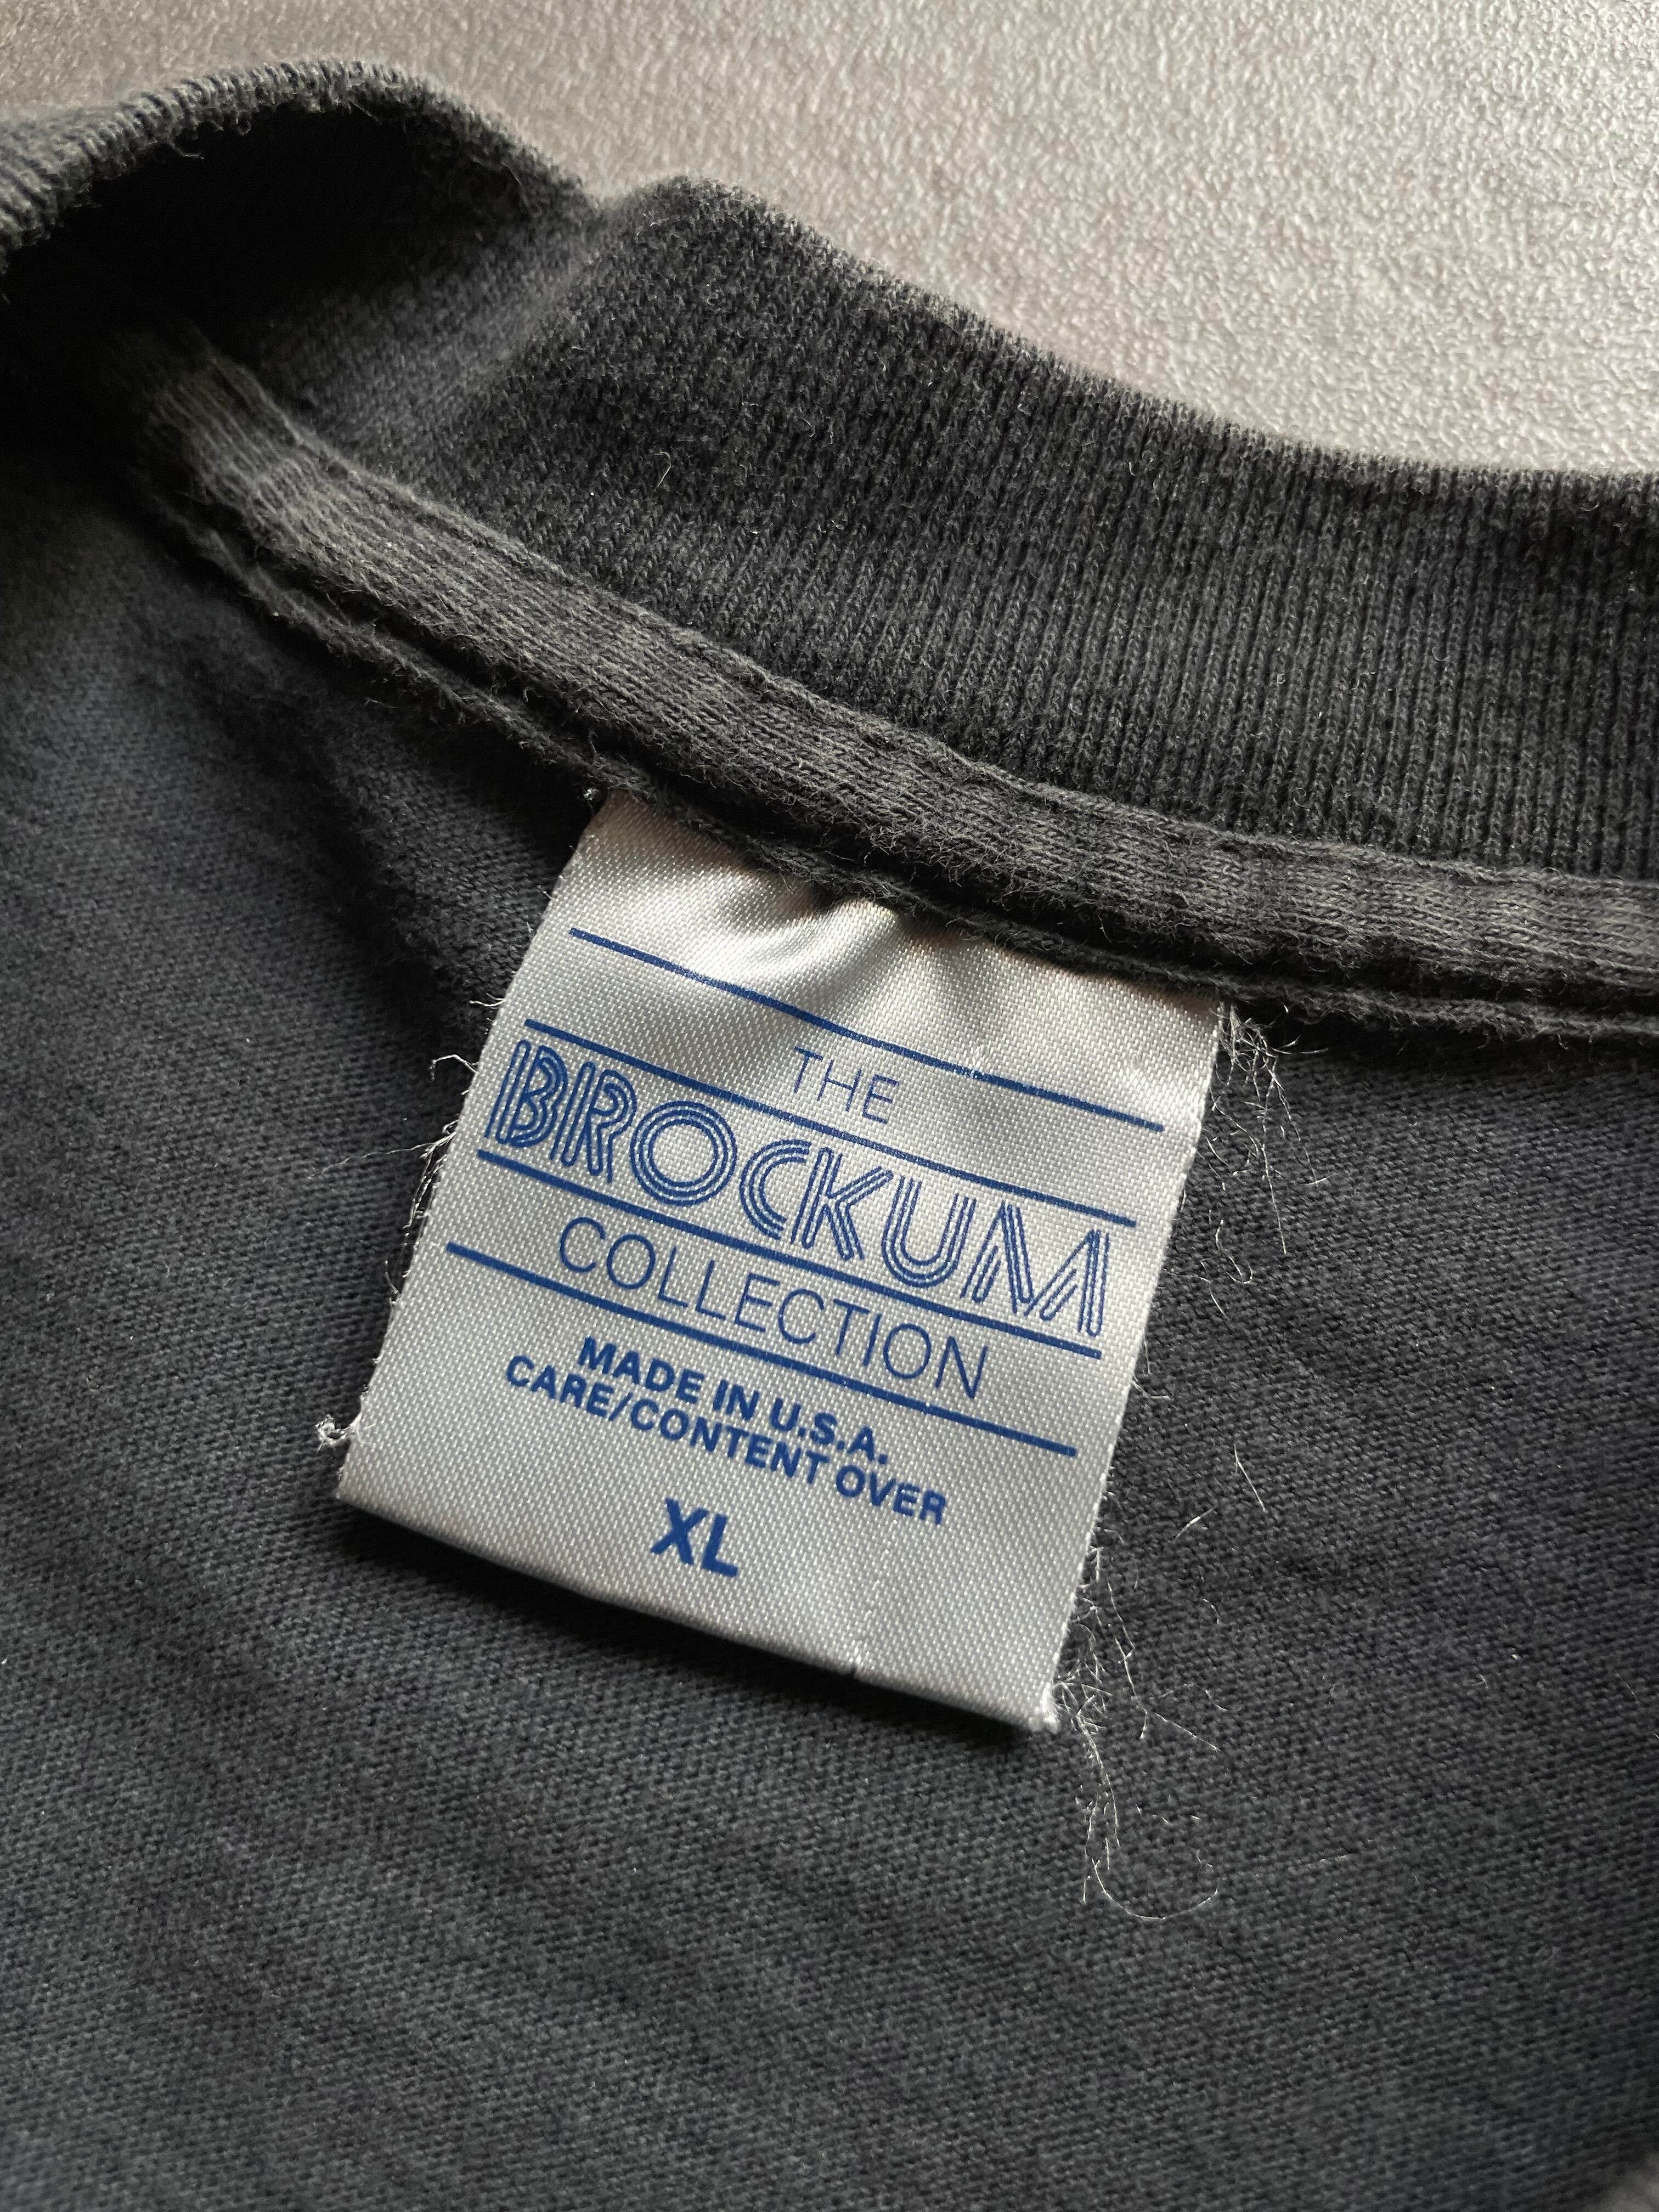 THE
BROCKUM
COLLECTION
MADE IN U.S.A.
CARE/CONTENT OVER
XL